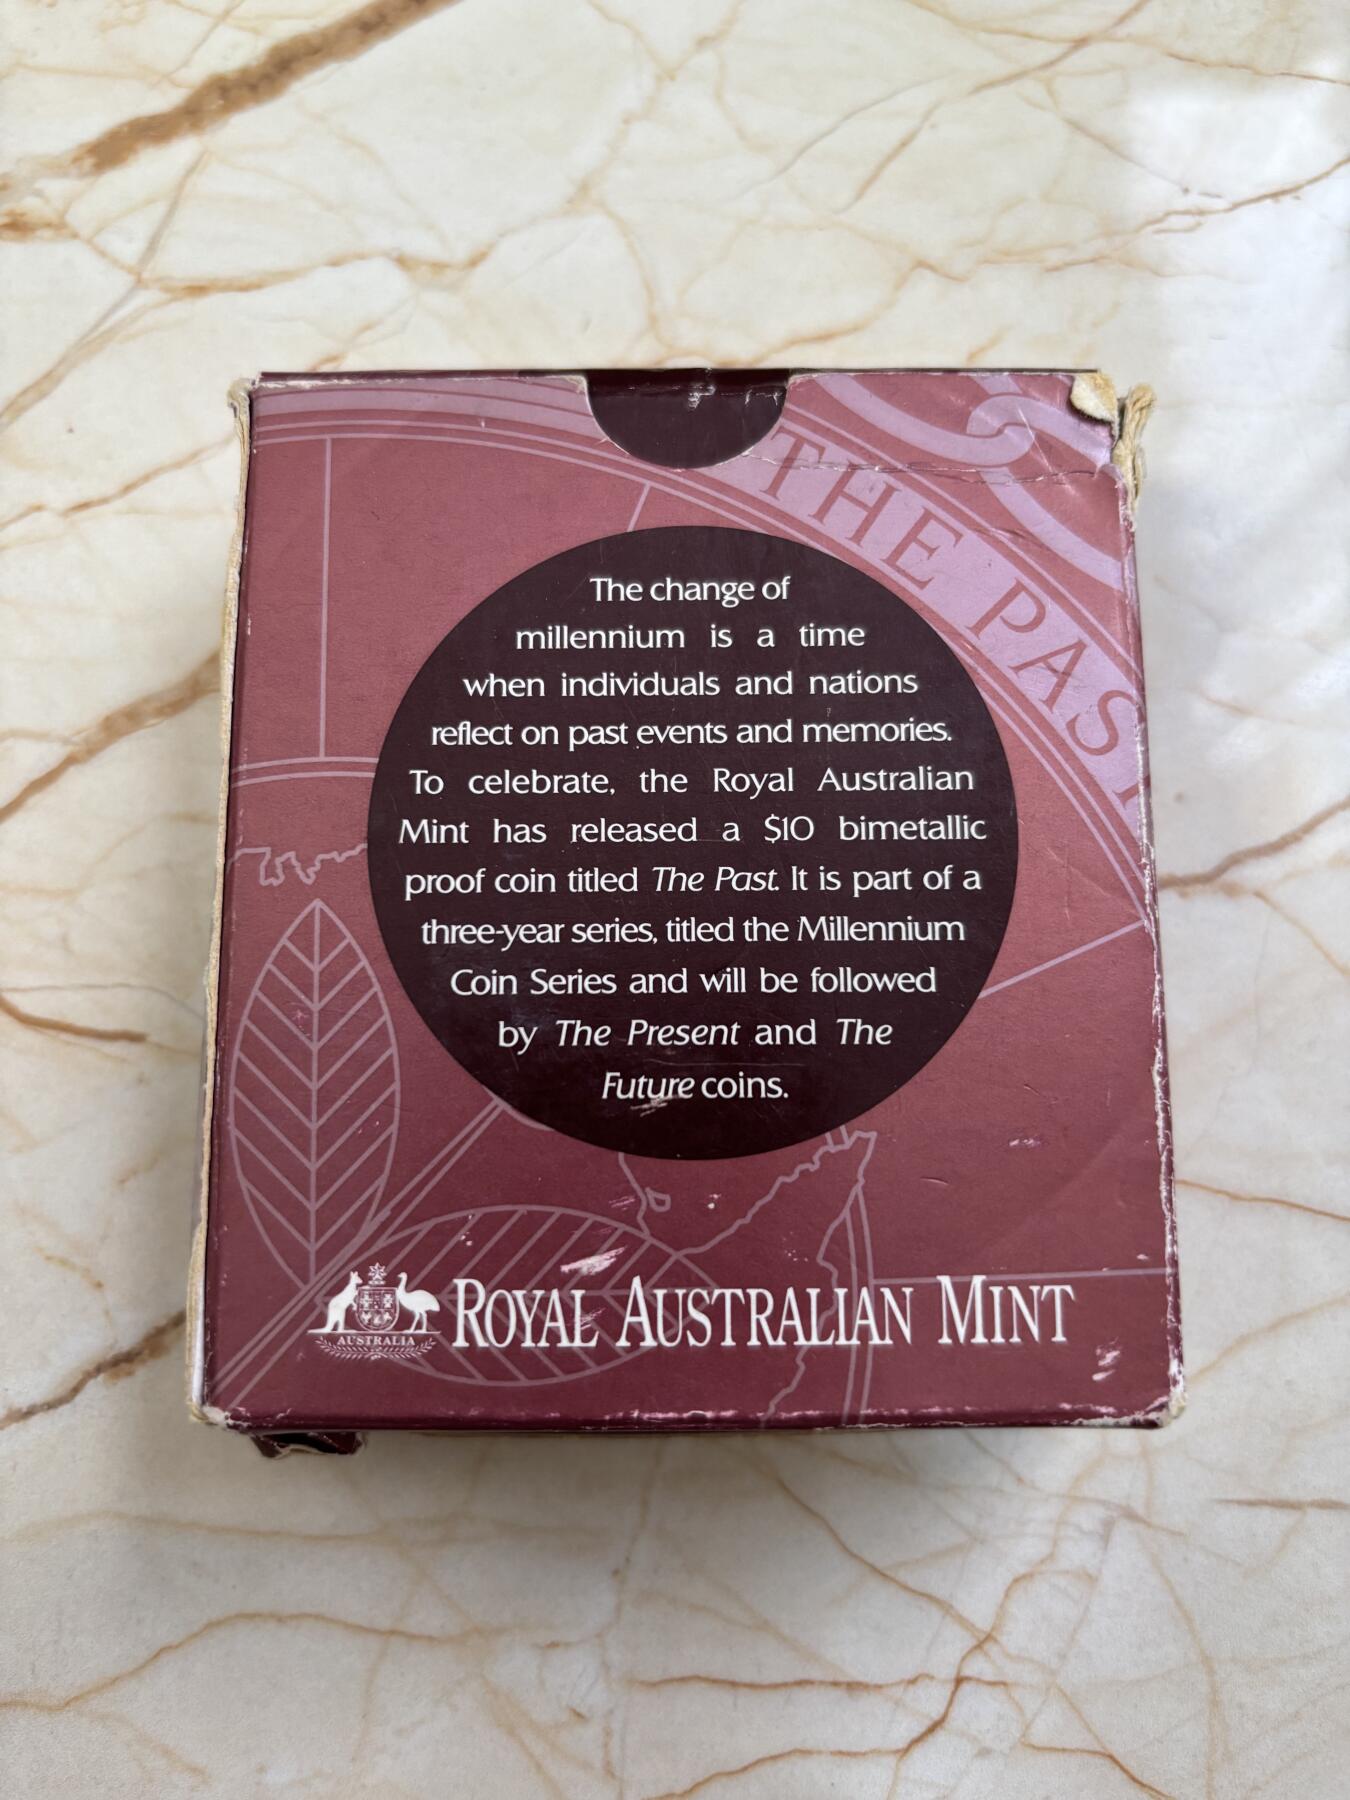 THE PAST
The change of
millennium is a time
when individuals and nations
reflect on past events and memories.
To celebrate, the Royal Australian
Mint has released a $10 bimetallic
proof coin titled The Past. It is part of a
three-year series, titled the Millennium
Coin Series and will be followed
by The Present and The
Future coins.
AUSTRALIA
ROYAL AUSTRALIAN MINT